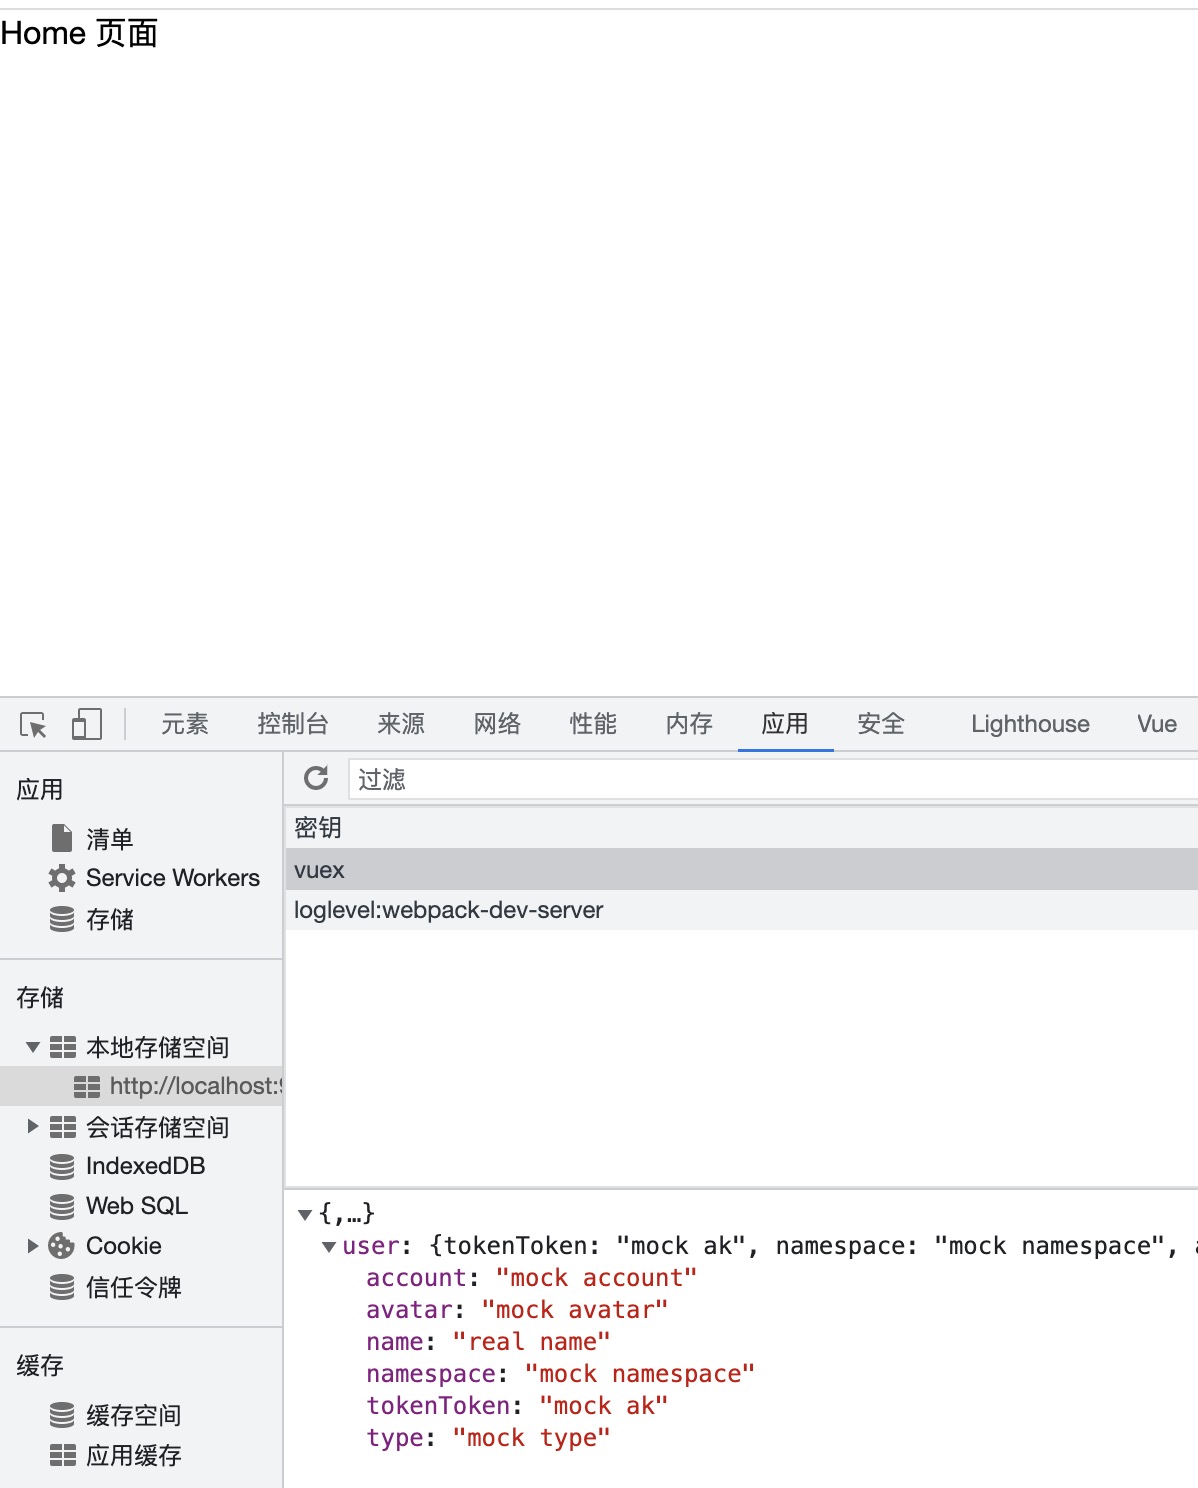 Home 页面
元素 控制台 来源 网络 性能 内存 应用 安全 Lighthouse Vue
应用
清单
Service Workers
存储
存储
本地存储空间
http://localhost:
会话存储空间
IndexedDB
Web SQL
Cookie
信任令牌
缓存
缓存空间
应用缓存
过滤
密钥
vuex
loglevel:webpack-dev-server
{,…}
user: {tokenToken: "mock ak", namespace: "mock namespace",
account: "mock account"
avatar: "mock avatar"
name: "real name"
namespace: "mock namespace"
tokenToken: "mock ak"
type: "mock type"